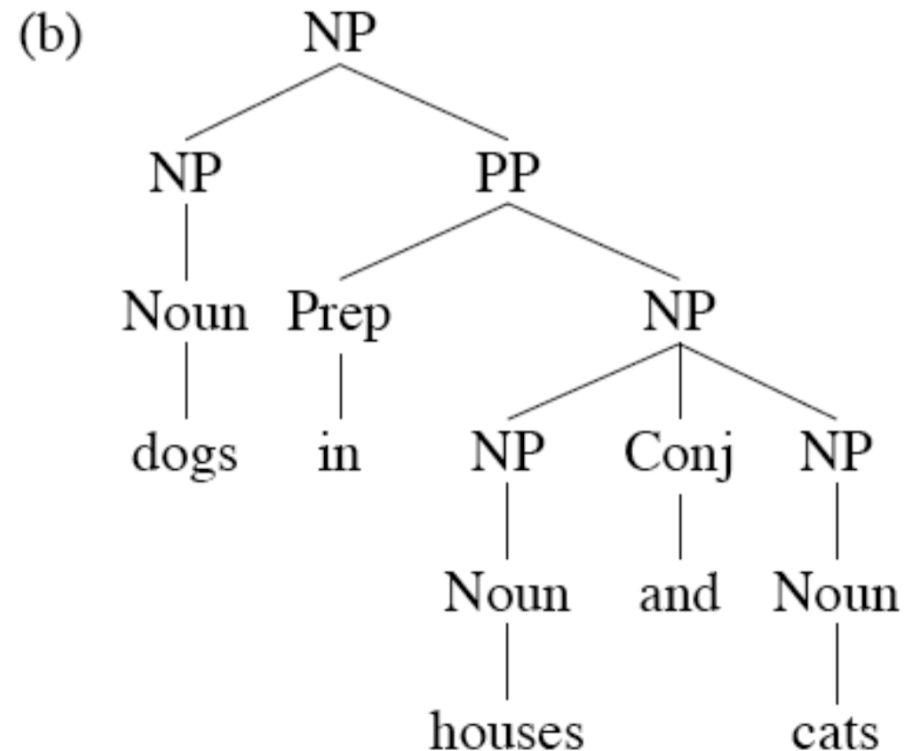 (b) NP
NP PP
Noun Prep NP
dogs in NP Conj NP
Noun and Noun
houses cats